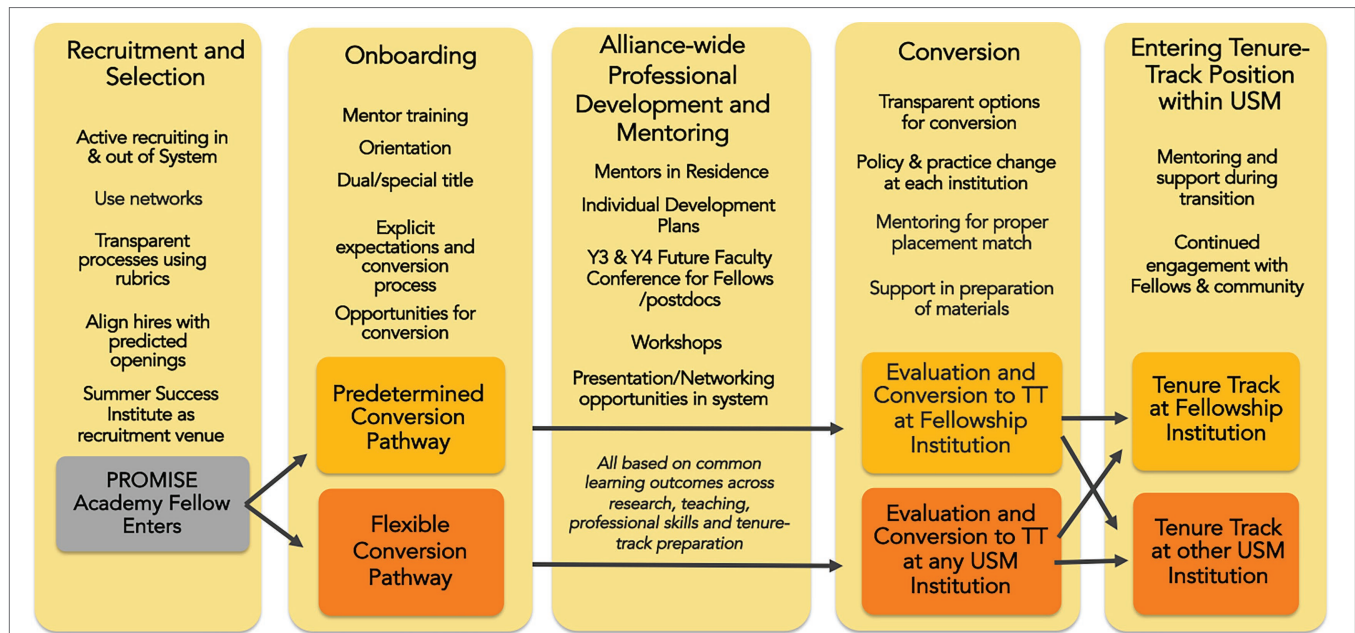 Recruitment and
Selection
Active recruiting in
& out of System
Use networks
Transparent
processes using
rubrics
Align hires with
predicted
openings
Summer Success
Institute as
recruitment venue
PROMISE
Academy Fellow
Enters
Onboarding
Mentor training
Orientation
Dual/special title
Explicit
expectations and
conversion
process
Opportunities for
conversion
Predetermined
Conversion
Pathway
Flexible
Conversion
Pathway
Alliance-wide
Professional
Development and
Mentoring
Mentors in Residence
Individual Development
Plans
Y3 & Y4 Future Faculty
Conference for Fellows
/postdocs
Workshops
Presentation/Networking
opportunities in system
All based on common
learning outcomes across
research, teaching,
professional skills and tenure-
track preparation
Conversion
Transparent options
for conversion
Policy & practice change
at each institution
Mentoring for proper
placement match
Support in preparation
of materials
Evaluation and
Conversion to TT
at Fellowship
Institution
Evaluation and
Conversion to TT
at any USM
Institution
Entering Tenure-
Track Position
within USM
Mentoring and
support during
transition
Continued
engagement with
Fellows & community
Tenure Track
at Fellowship
Institution
Tenure Track
at other USM
Institution